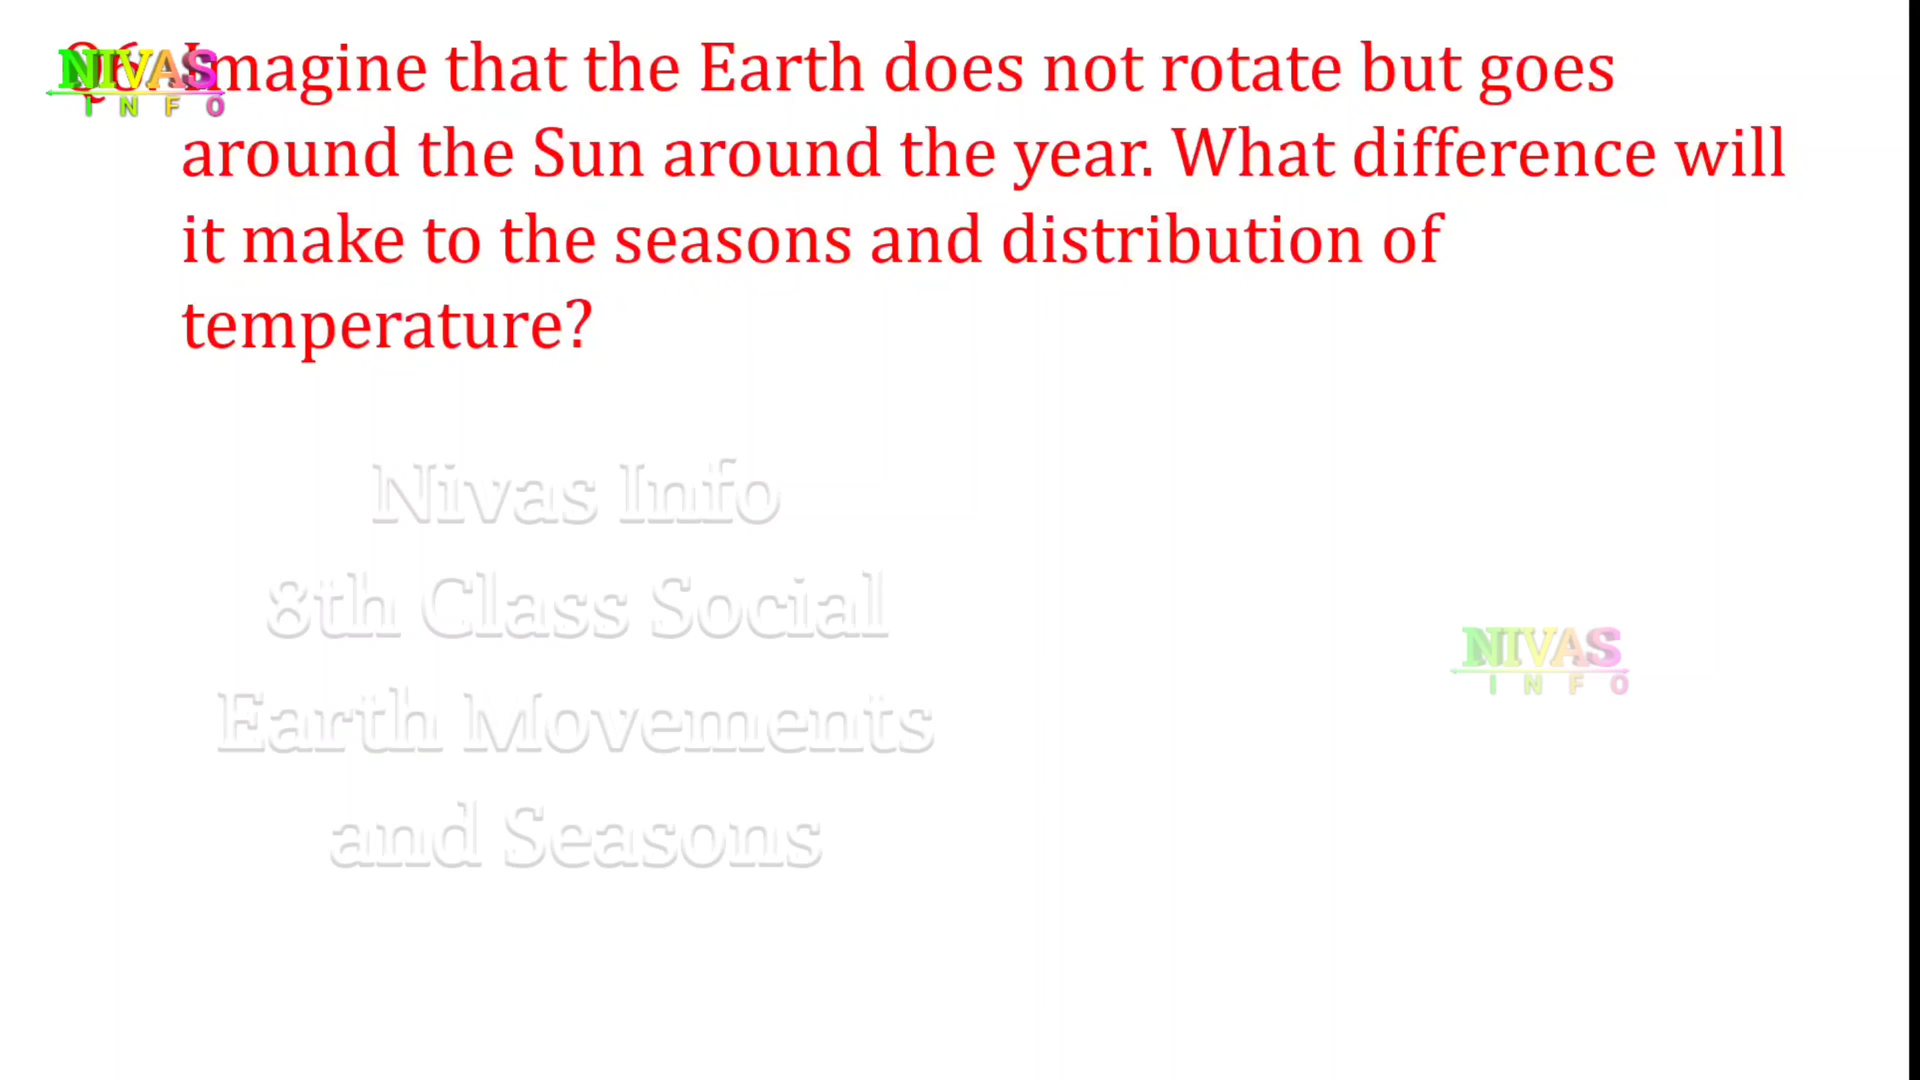 Q6. Imagine that the Earth does not rotate but goes
around the Sun around the year. What difference will
it make to the seasons and distribution of
temperature?
NIVAS
INFO
Nivas Info
8th Class Social
Earth Movements
and Seasons
NIVAS
INFO